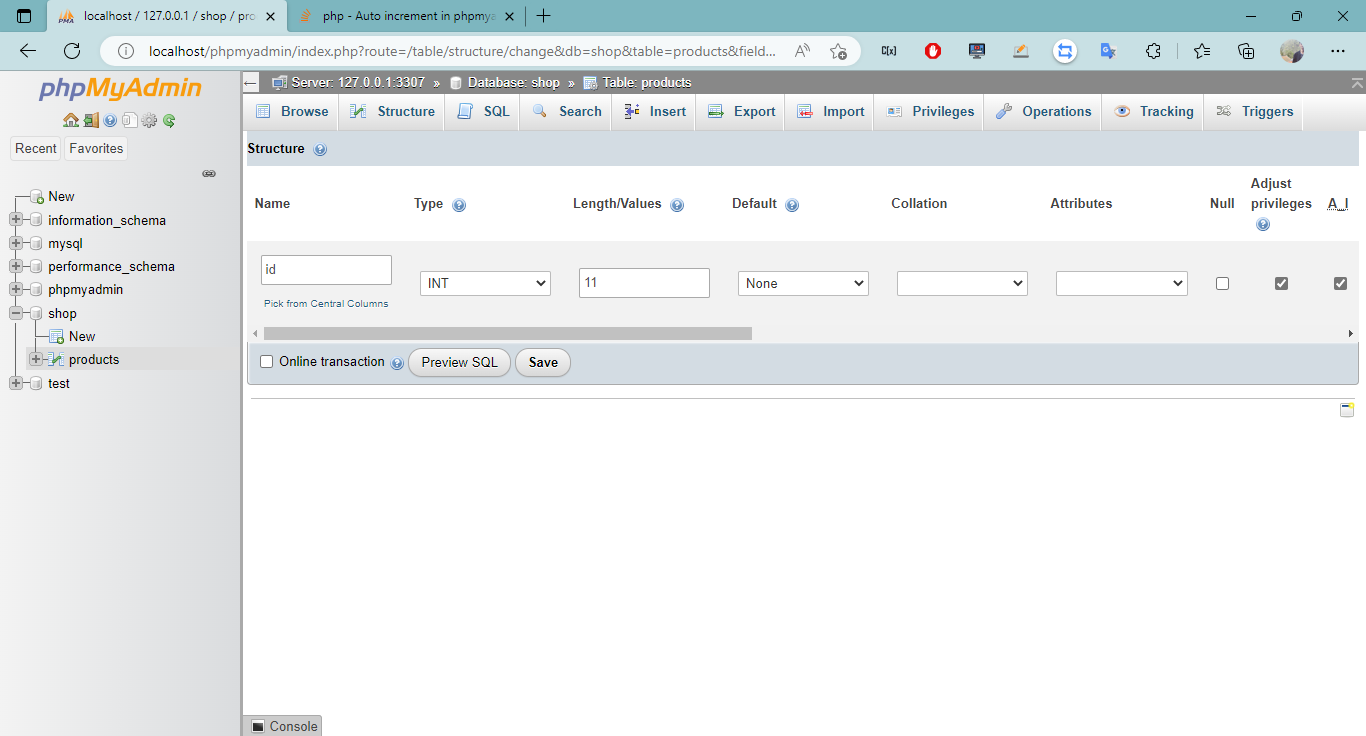 localhost / 127.0.0.1 / shop / pro
php - Auto increment in phpmya
localhost/phpmyadmin/index.php?route=/table/structure/change&db=shop&table=products&field...
phpMyAdmin
Recent
Favorites
New
information_schema
mysql
performance_schema
phpmyadmin
shop
New
products
test
Server: 127.0.0.1:3307 » Database: shop » Table: products
Browse Structure SQL Search Insert Export Import Privileges Operations Tracking Triggers
Structure
Name Type Length/Values Default Collation Attributes Null Adjust privileges A_I
id INT 11 None
Pick from Central Columns
Online transaction Preview SQL Save
Console